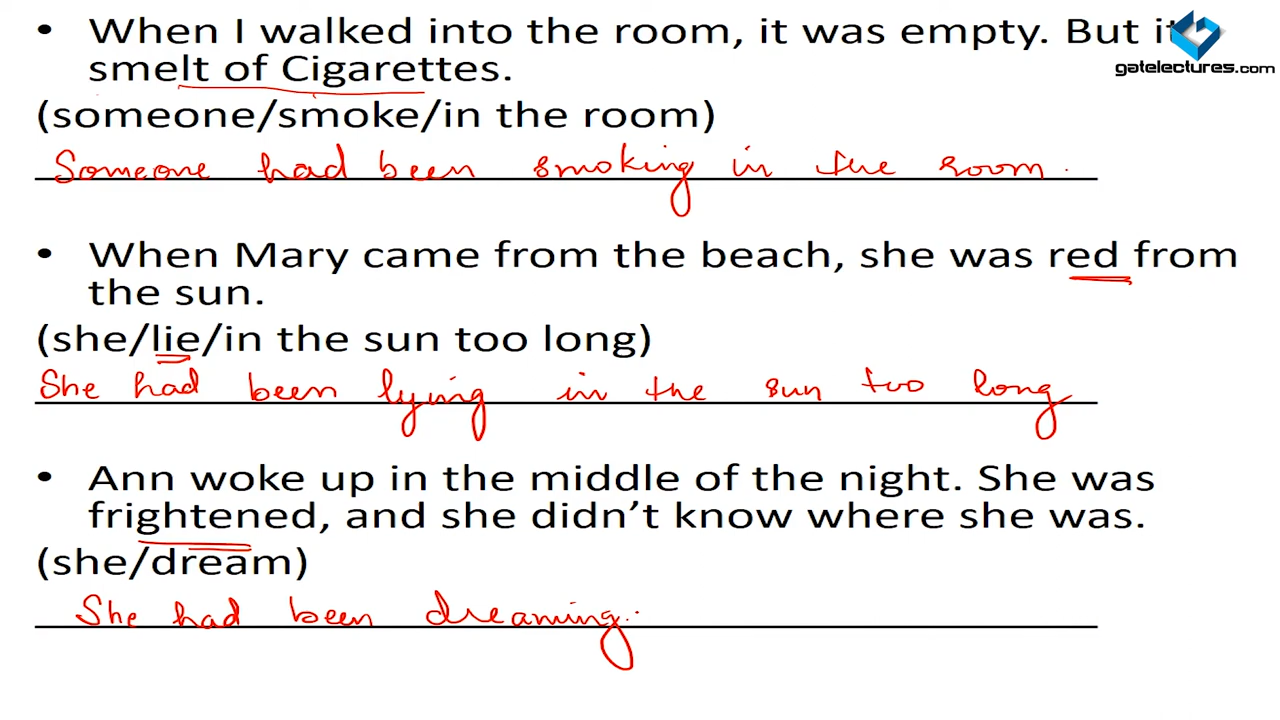 • When I walked into the room, it was empty. But it
smelt of Cigarettes.
gatelectures.com
(someone/smoke/in the room)
Someone had been smoking in the room.
• When Mary came from the beach, she was red from
the sun.
(she/lie/in the sun too long)
She had been lying in the sun too long
• Ann woke up in the middle of the night. She was
frightened, and she didn't know where she was.
(she/dream)
She had been dreaming.